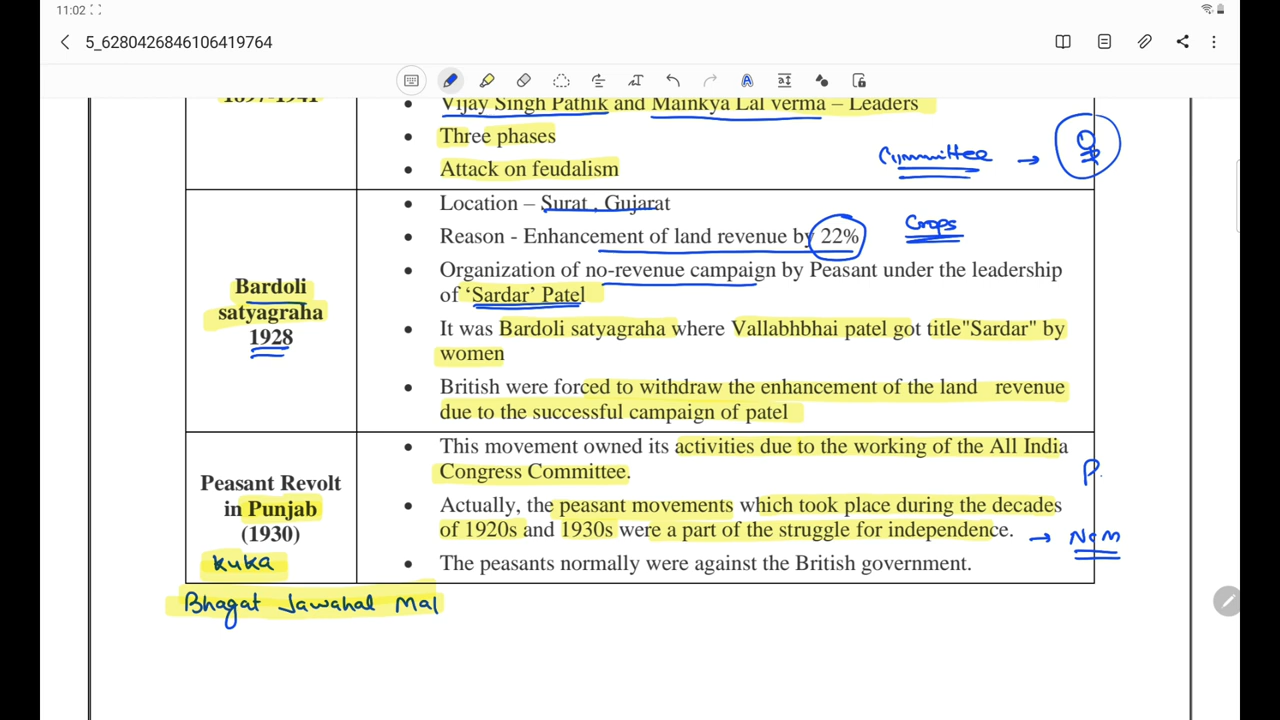 11:02
5_6280426846106419764
1897-1941
Vijay Singh Pathik and Mainkya Lal verma – Leaders
Three phases
Attack on feudalism
Committee →
Bardoli
satyagraha
1928
Location – Surat , Gujarat
Reason - Enhancement of land revenue by 22%
Crops
Organization of no-revenue campaign by Peasant under the leadership
of ‘Sardar’ Patel
It was Bardoli satyagraha where Vallabhbhai patel got title"Sardar" by
women
British were forced to withdraw the enhancement of the land revenue
due to the successful campaign of patel
Peasant Revolt
in Punjab
(1930)
Kuka
Bhagat Jawahal Mal
This movement owned its activities due to the working of the All India
Congress Committee.
P
Actually, the peasant movements which took place during the decades
of 1920s and 1930s were a part of the struggle for independence.
→ NCM
The peasants normally were against the British government.